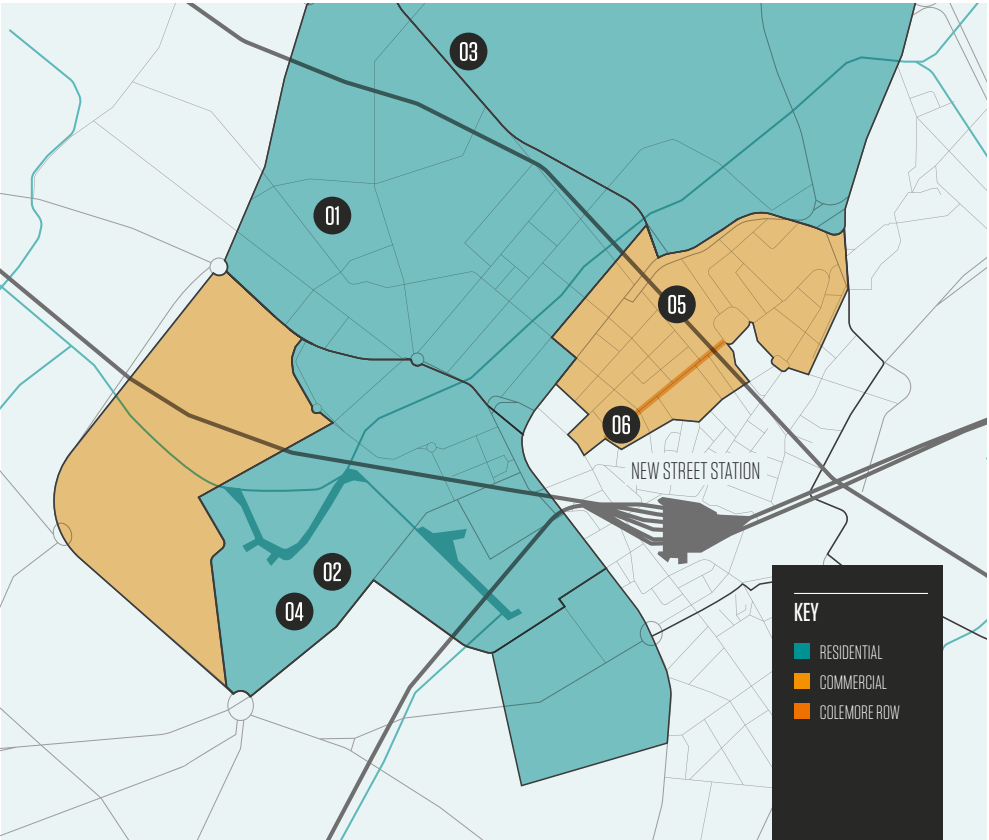 03
01
05
06
NEW STREET STATION
02
04
KEY
RESIDENTIAL
COMMERCIAL
COLEMORE ROW